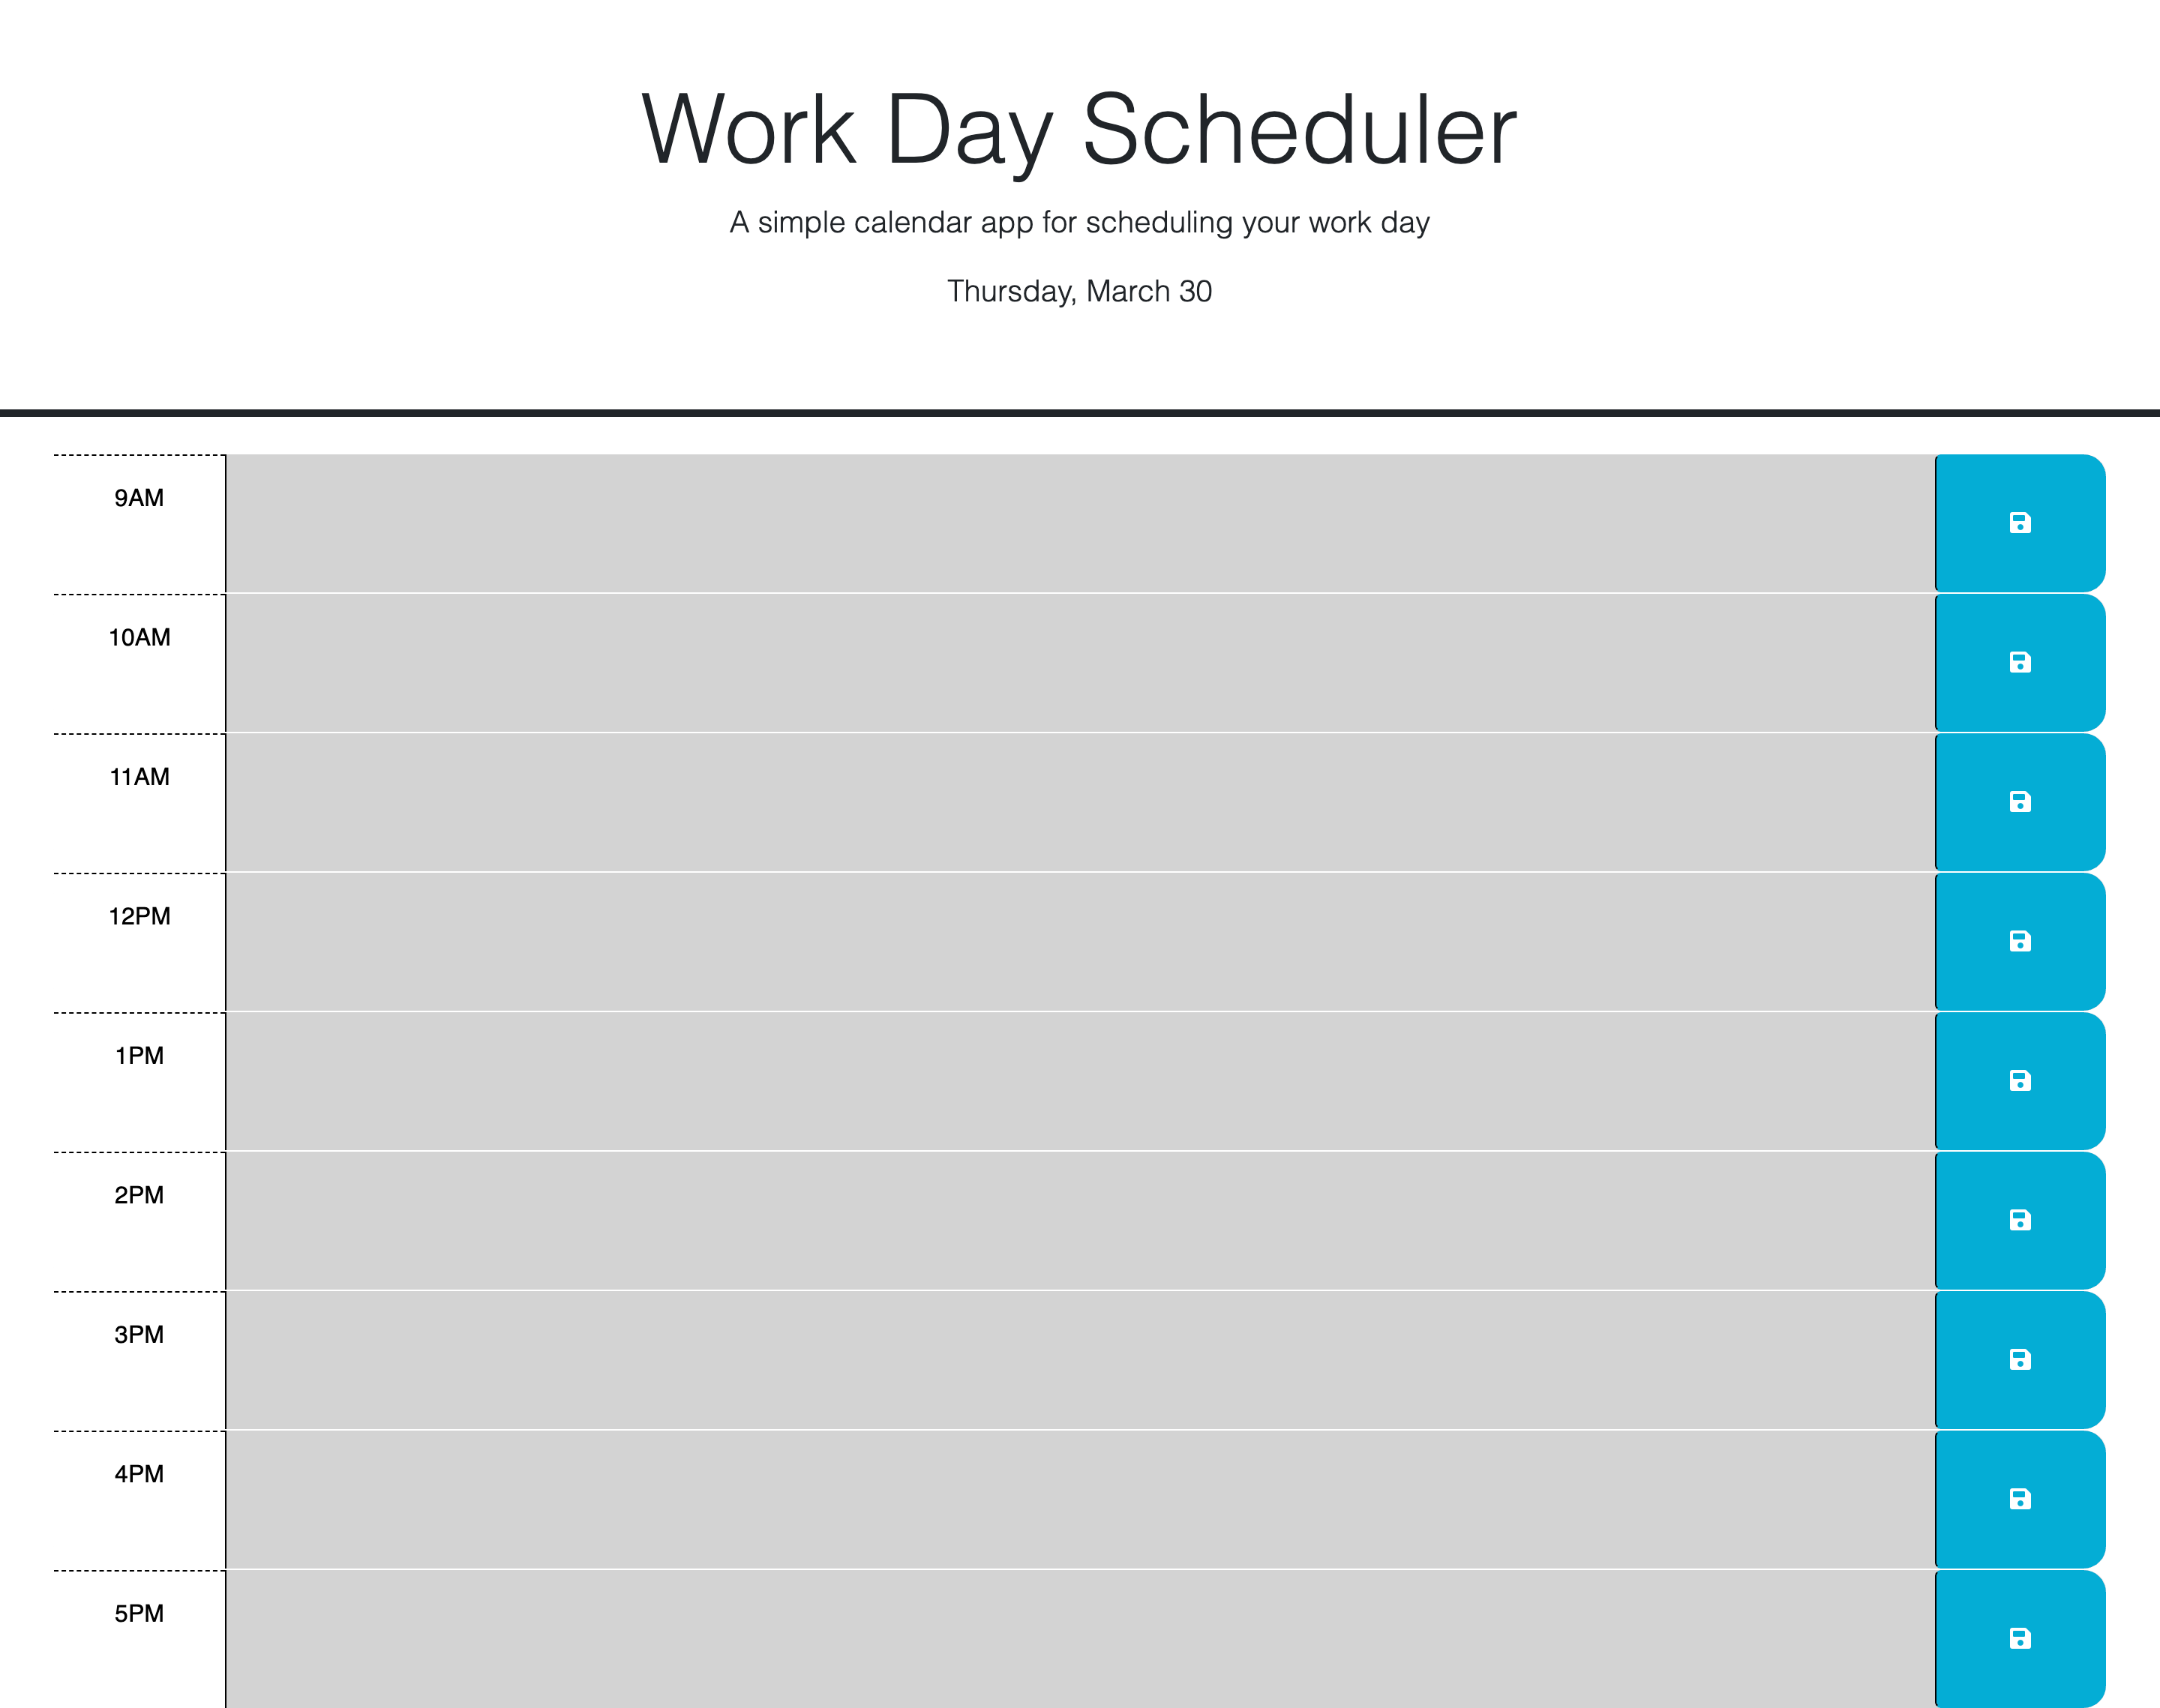 Work Day Scheduler
A simple calendar app for scheduling your work day
Thursday, March 30
9AM
10AM
11AM
12PM
1PM
2PM
3PM
4PM
5PM